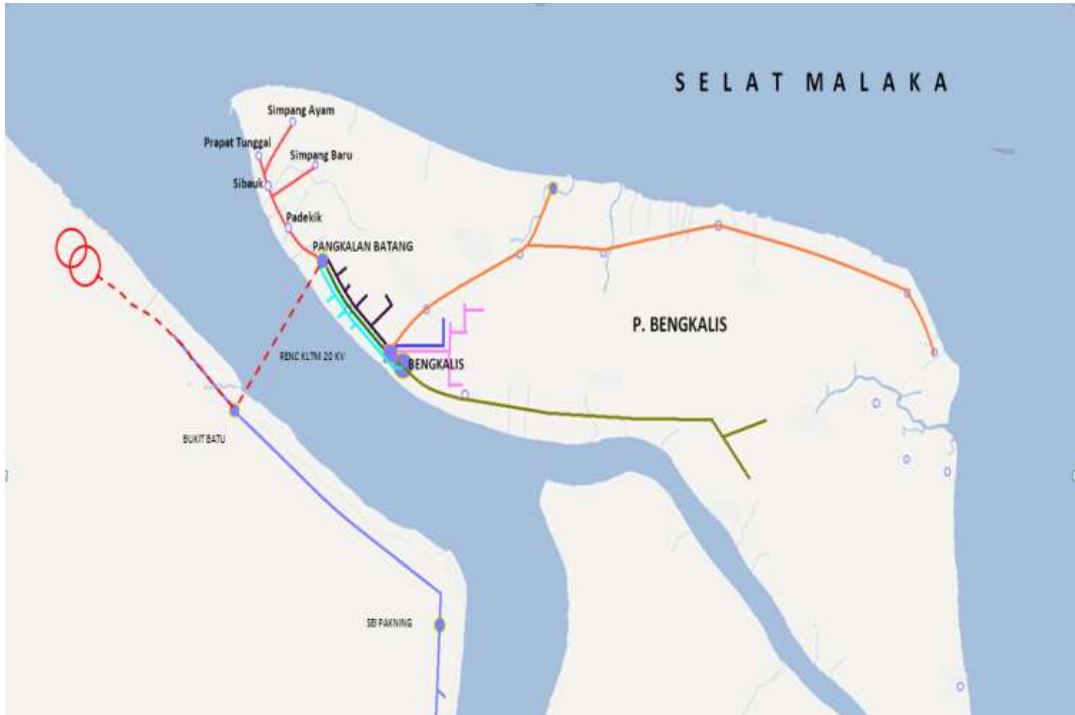 SELAT MALAKA
Simpang Ayam
Prapat Tunggal
Simpang Baru
Sibauk
Padekik
PANGKALAN BATANG
P. BENGKALIS
RENC KLTM 20 KV
BENGKALIS
BUKIT BATU
SEI PAKNING